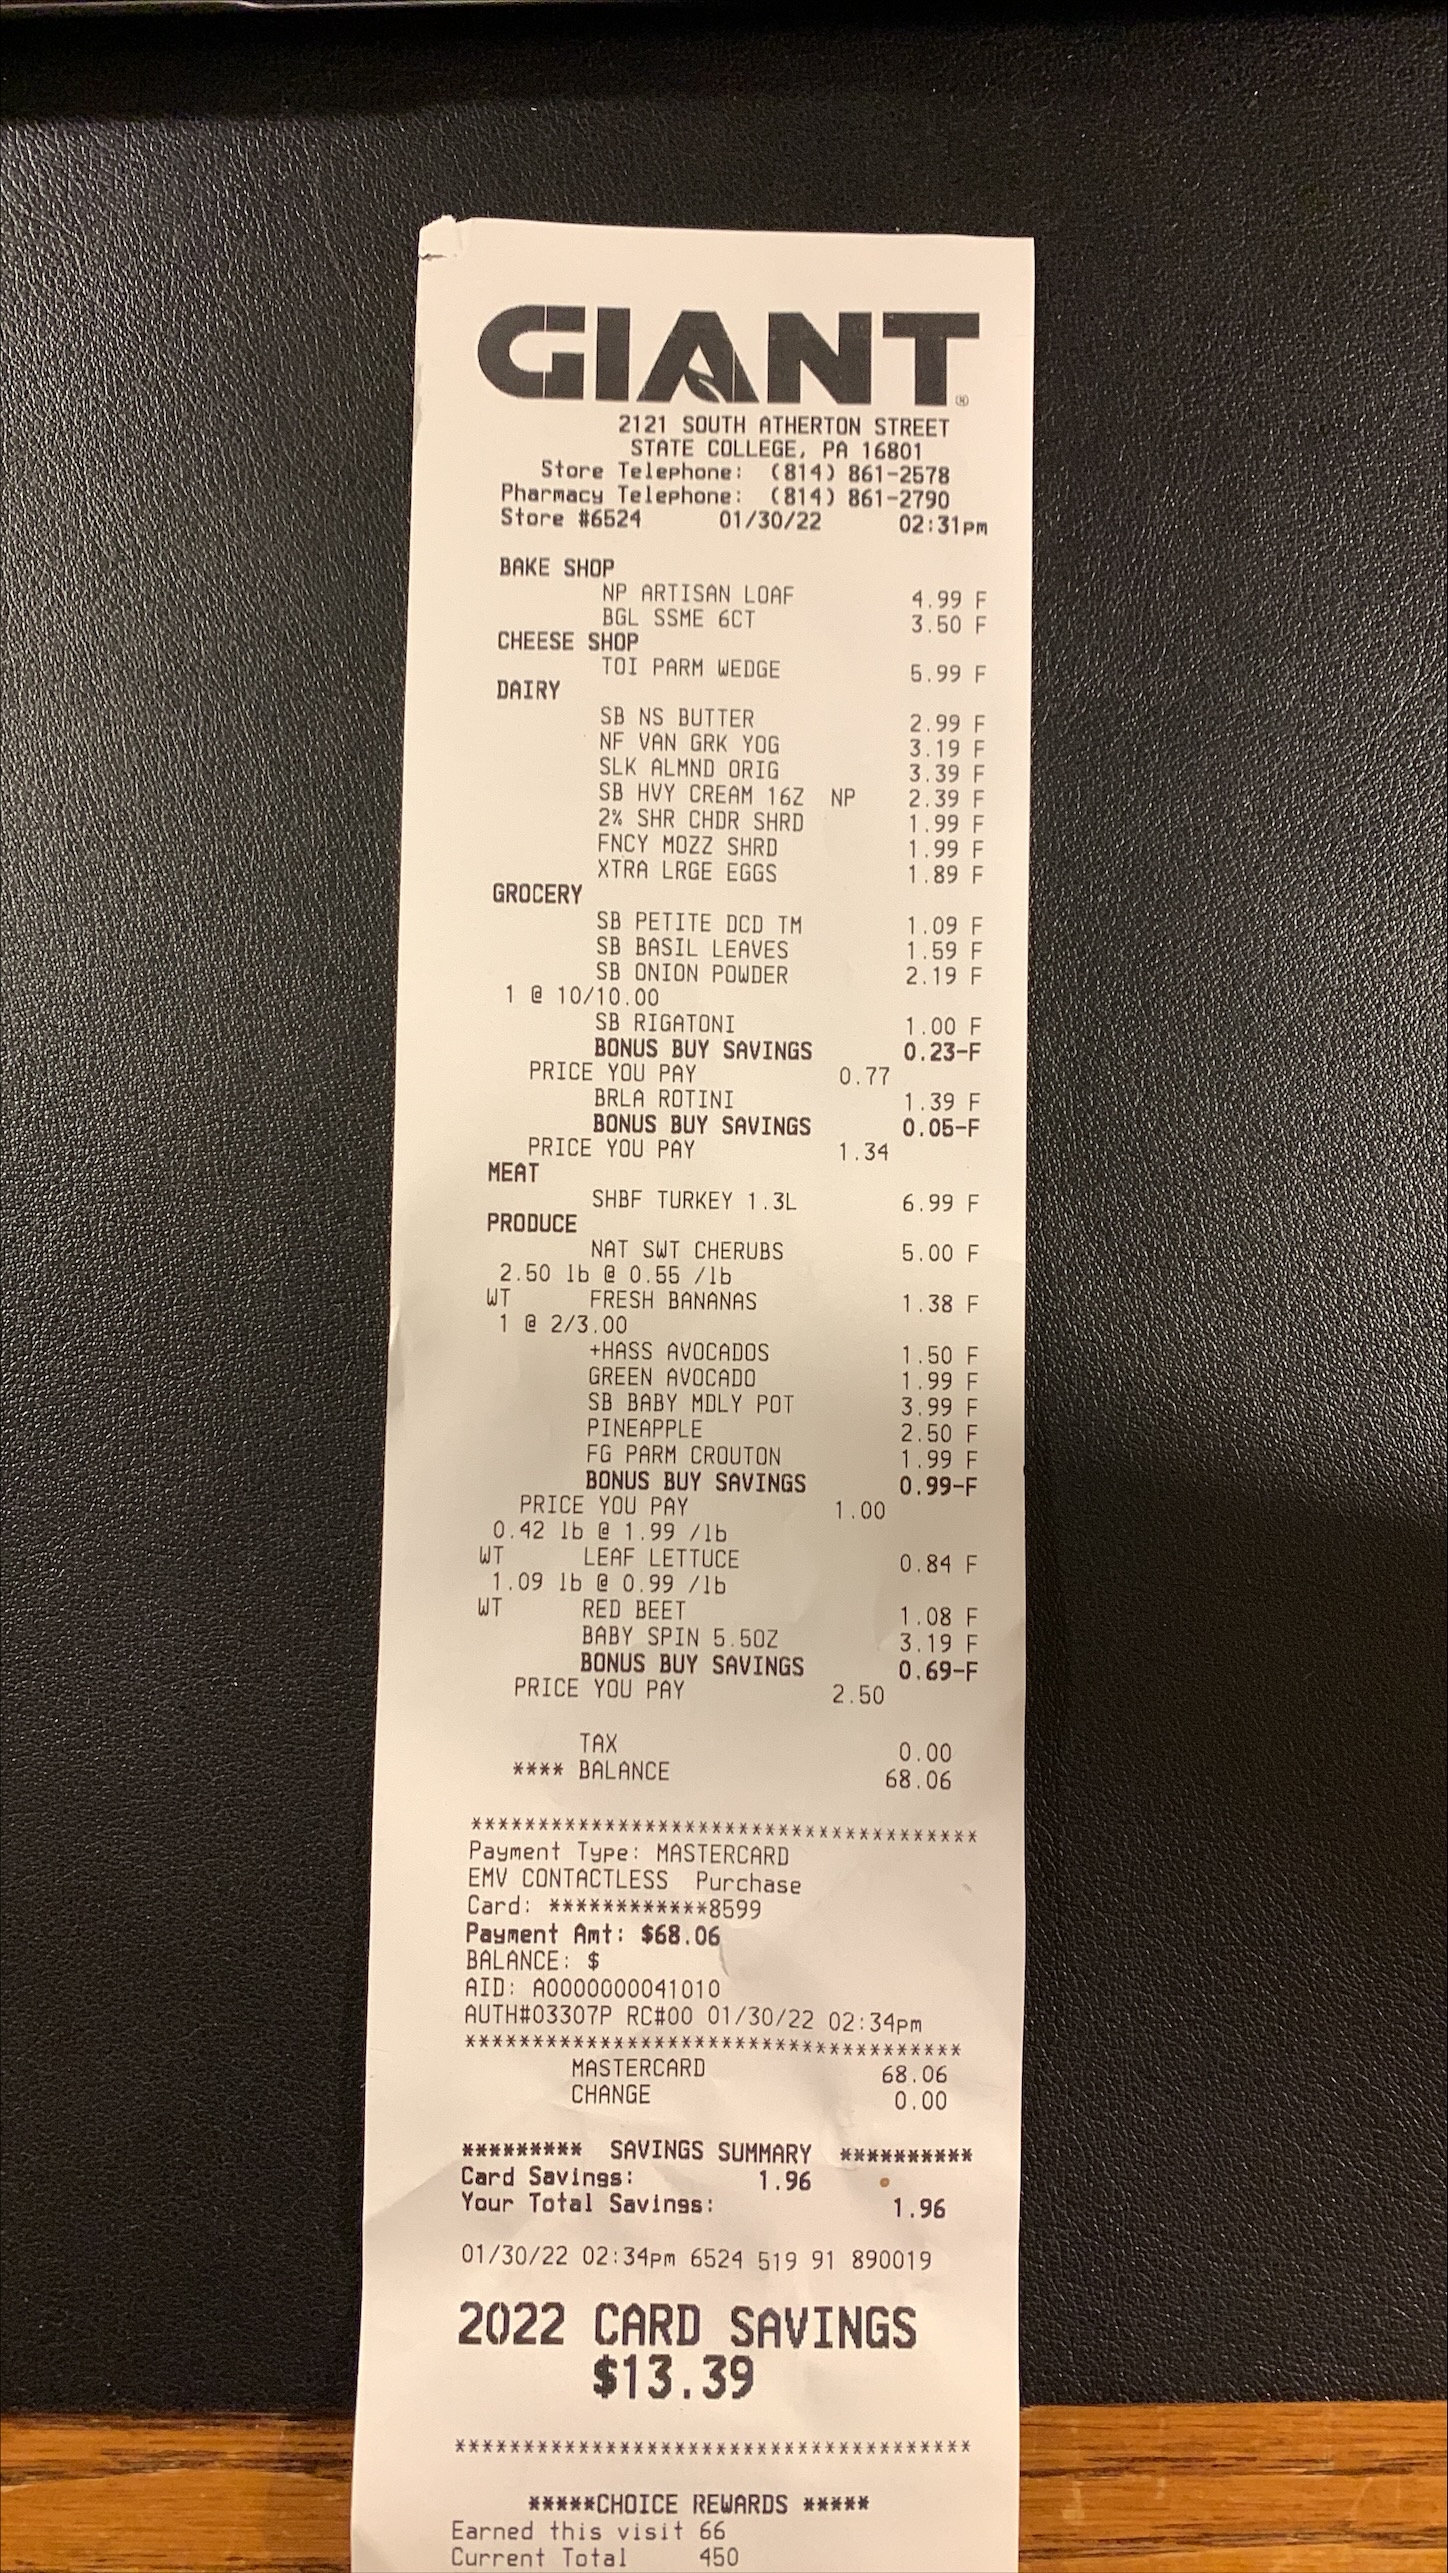 GIANT®
2121 SOUTH ATHERTON STREET
STATE COLLEGE, PA 16801
Store Telephone: (814) 861-2578
Pharmacy Telephone: (814) 861-2790
Store #6524 01/30/22 02:31pm
BAKE SHOP
NP ARTISAN LOAF 4.99 F
BGL SSME 6CT 3.50 F
CHEESE SHOP
TOI PARM WEDGE 5.99 F
DAIRY
SB NS BUTTER 2.99 F
NF VAN GRK YOG 3.19 F
SLK ALMND ORIG 3.39 F
SB HVY CREAM 16Z NP 2.39 F
2% SHR CHDR SHRD 1.99 F
FNCY MOZZ SHRD 1.99 F
XTRA LRGE EGGS 1.89 F
GROCERY
SB PETITE DCD TM 1.09 F
SB BASIL LEAVES 1.59 F
SB ONION POWDER 2.19 F
1 @ 10/10.00
SB RIGATONI 1.00 F
BONUS BUY SAVINGS 0.23-F
PRICE YOU PAY 0.77
BRLA ROTINI 1.39 F
BONUS BUY SAVINGS 0.05-F
PRICE YOU PAY 1.34
MEAT
SHBF TURKEY 1.3L 6.99 F
PRODUCE
NAT SWT CHERUBS 5.00 F
2.50 lb @ 0.55 /lb
WT FRESH BANANAS 1.38 F
1 @ 2/3.00
+HASS AVOCADOS 1.50 F
GREEN AVOCADO 1.99 F
SB BABY MDLY POT 3.99 F
PINEAPPLE 2.50 F
FG PARM CROUTON 1.99 F
BONUS BUY SAVINGS 0.99-F
PRICE YOU PAY 1.00
0.42 lb @ 1.99 /lb
WT LEAF LETTUCE 0.84 F
1.09 lb @ 0.99 /lb
WT RED BEET 1.08 F
BABY SPIN 5.5OZ 3.19 F
BONUS BUY SAVINGS 0.69-F
PRICE YOU PAY 2.50
TAX 0.00
**** BALANCE 68.06
***************************************
Payment Type: MASTERCARD
EMV CONTACTLESS Purchase
Card: ************8599
Payment Amt: $68.06
BALANCE: $
AID: A0000000041010
AUTH#03307P RC#00 01/30/22 02:34pm
***************************************
MASTERCARD 68.06
CHANGE 0.00
********* SAVINGS SUMMARY **********
Card Savings: 1.96
Your Total Savings: 1.96
01/30/22 02:34pm 6524 519 91 890019
2022 CARD SAVINGS
$13.39
***************************************
*****CHOICE REWARDS *****
Earned this visit 66
Current Total 450